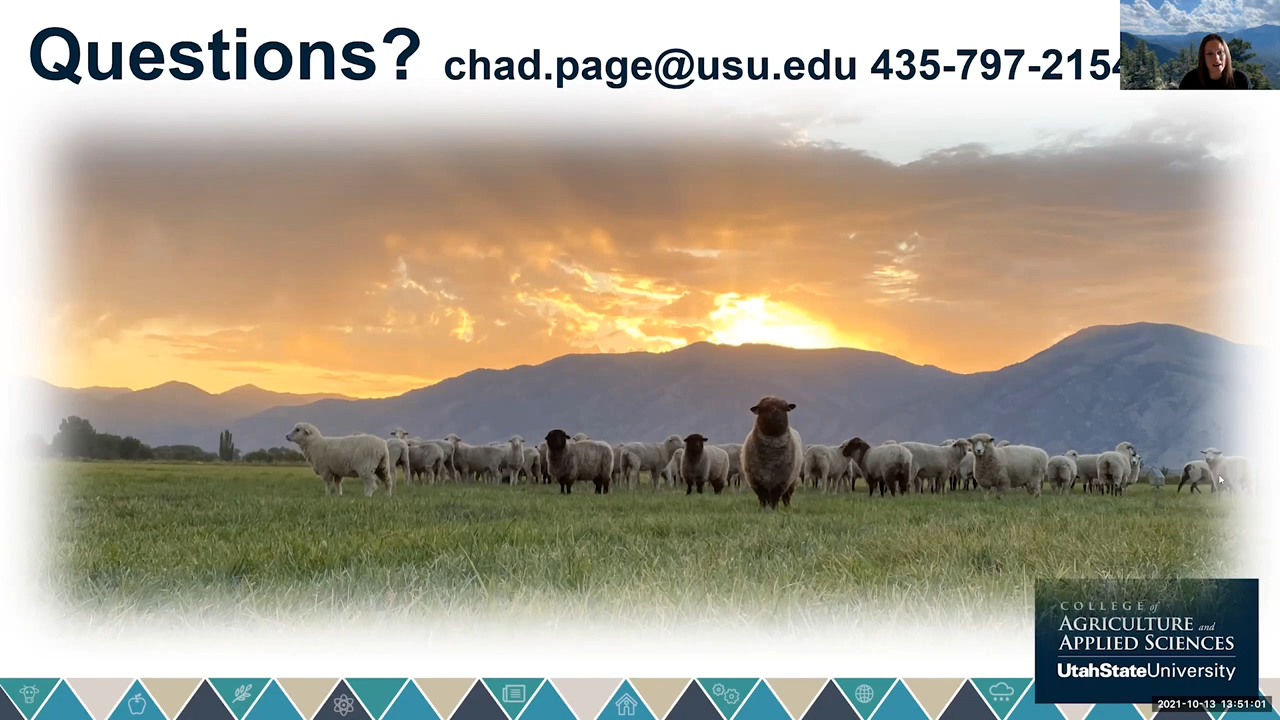 Questions? chad.page@usu.edu 435-797-2154
COLLEGE of
AGRICULTURE and
APPLIED SCIENCES
UtahStateUniversity
2021-10-13 13:51:01